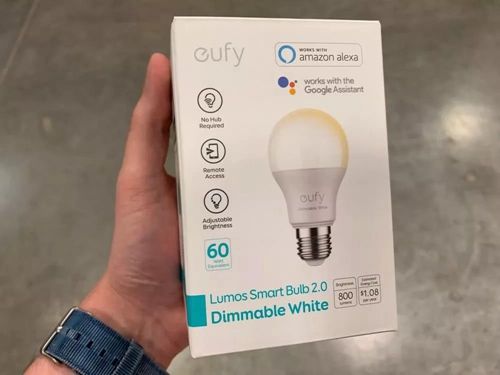 eufy
WORKS WITH
amazon alexa
works with the
Google Assistant
No Hub
Required
Remote
Access
Adjustable
Brightness
60
Watt
Equivalent
eufy
Dimmable White
Lumos Smart Bulb 2.0
Dimmable White
Brightness
800
lumens
Estimated
Energy Cost
$1.08
per year